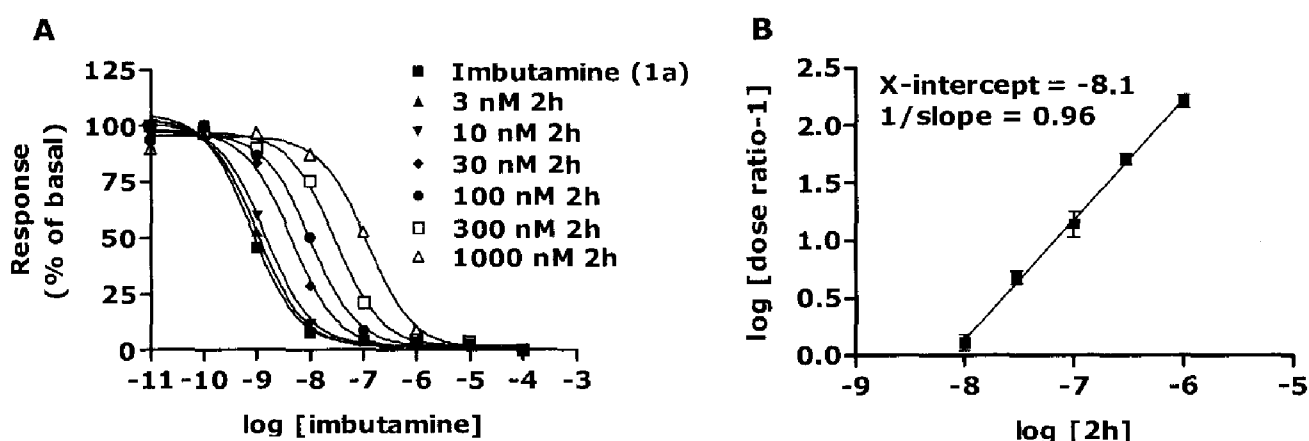 A
Response
(% of basal)
125
100
75
50
25
0
-11 -10 -9 -8 -7 -6 -5 -4 -3
log [imbutamine]
Imbutamine (1a)
3 nM 2h
10 nM 2h
30 nM 2h
100 nM 2h
300 nM 2h
1000 nM 2h
B
log [dose ratio-1]
2.5
2.0
1.5
1.0
0.5
0.0
-9 -8 -7 -6 -5
log [2h]
X-intercept = -8.1
1/slope = 0.96